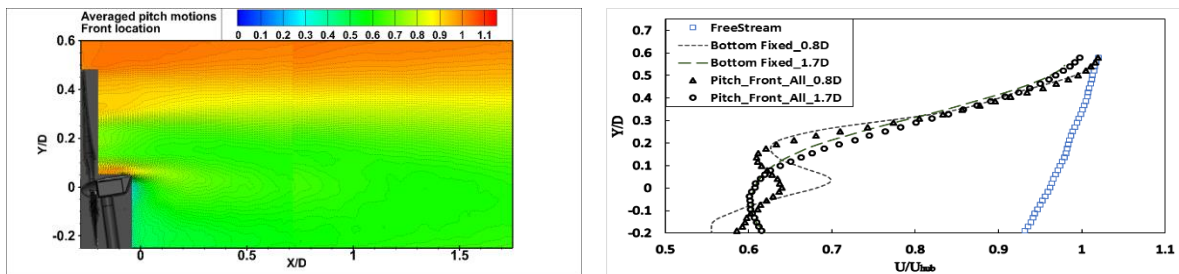 Averaged pitch motions
Front location
0 0.1 0.2 0.3 0.4 0.5 0.6 0.7 0.8 0.9 1 1.1
0.6
0.4
0.2
0
-0.2
Y/D
0 0.5 1 1.5
X/D
0.7
0.6
0.5
0.4
0.3
0.2
0.1
0
-0.1
-0.2
Y/D
FreeStream
Bottom Fixed_0.8D
Bottom Fixed_1.7D
Pitch_Front_All_0.8D
Pitch_Front_All_1.7D
0.5 0.6 0.7 0.8 0.9 1 1.1
U/Uhub